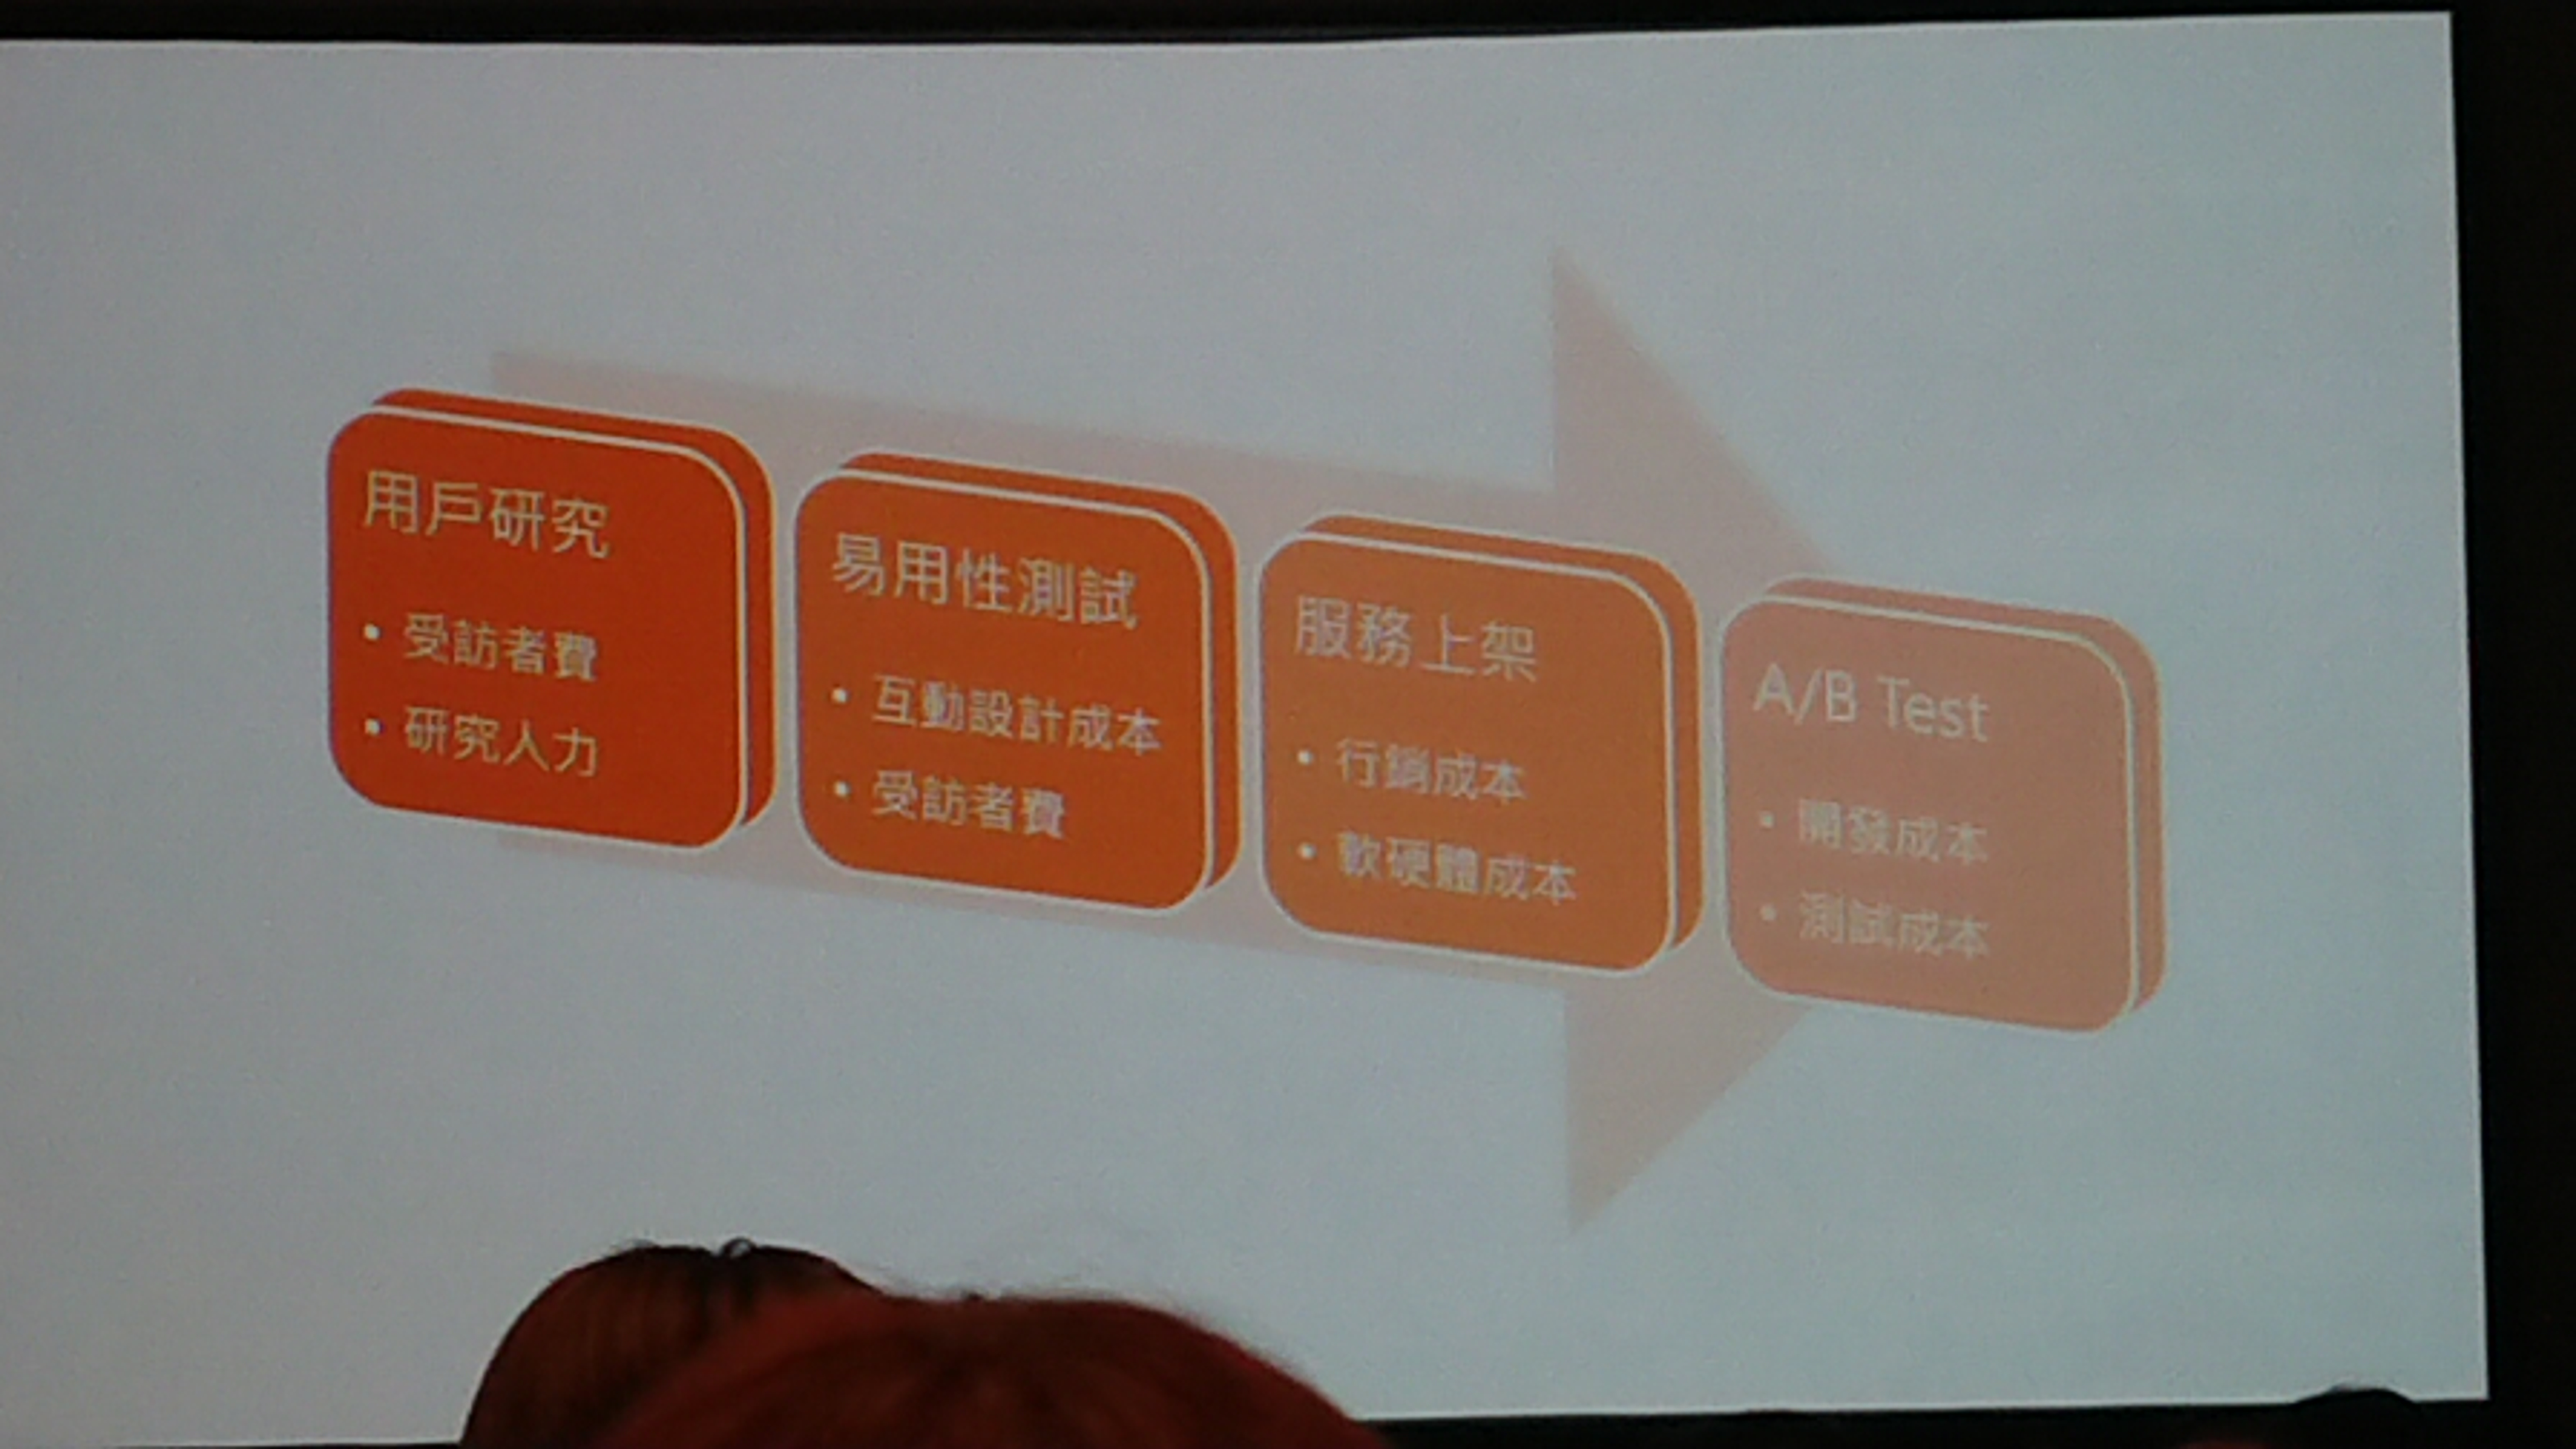 用戶研究
• 受訪者費
• 研究人力
易用性測試
• 互動設計成本
• 受訪者費
服務上架
• 行銷成本
• 軟硬體成本
A/B Test
• 開發成本
• 測試成本